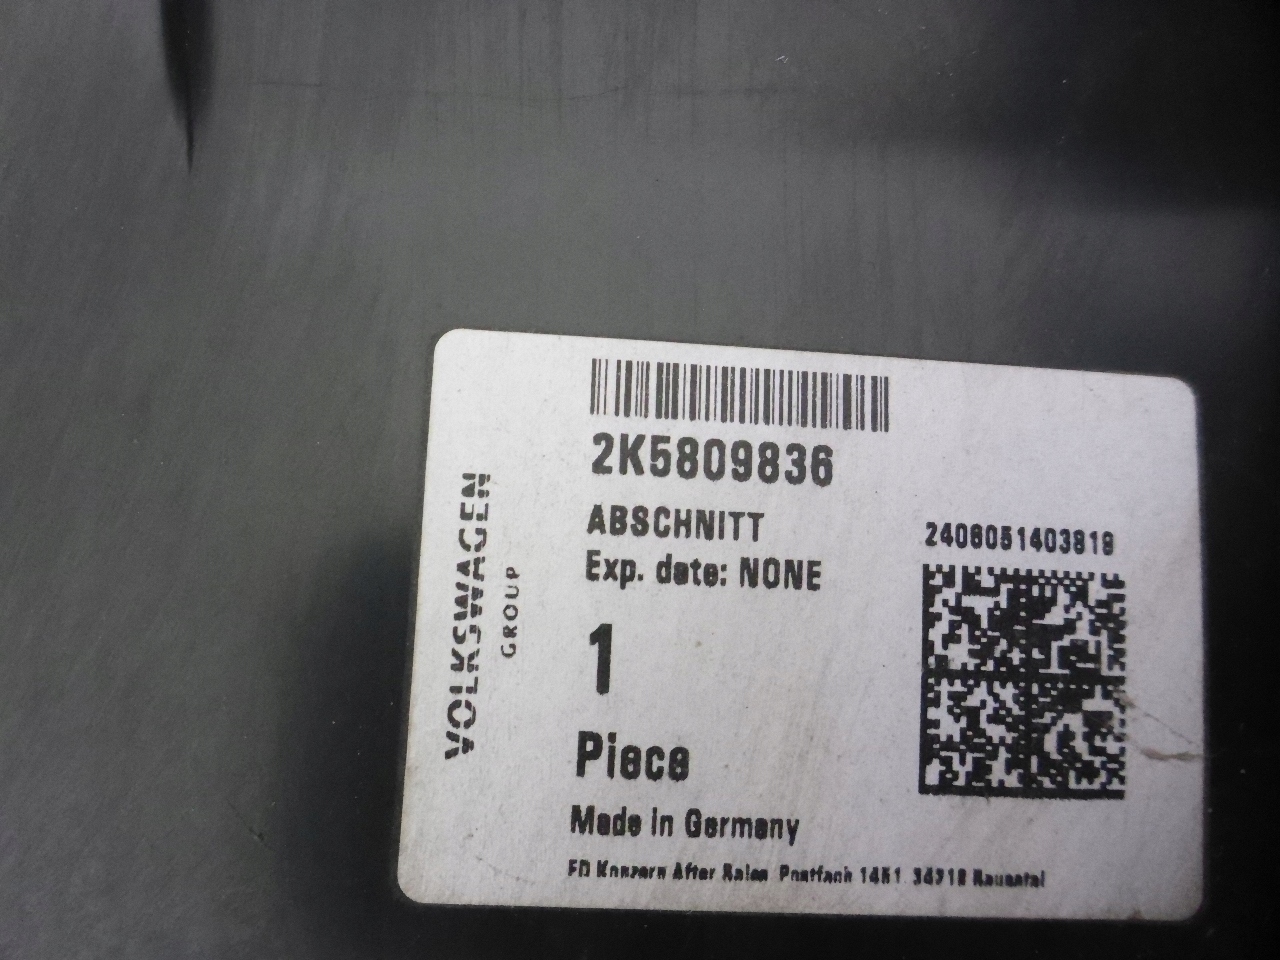 2K5809836
ABSCHNITT
Exp. date: NONE
2408051403818
1
Piece
Made in Germany
FD Konzern After Sales Postfach 1451 34218 Baunatal
VOLKSWAGEN
GROUP